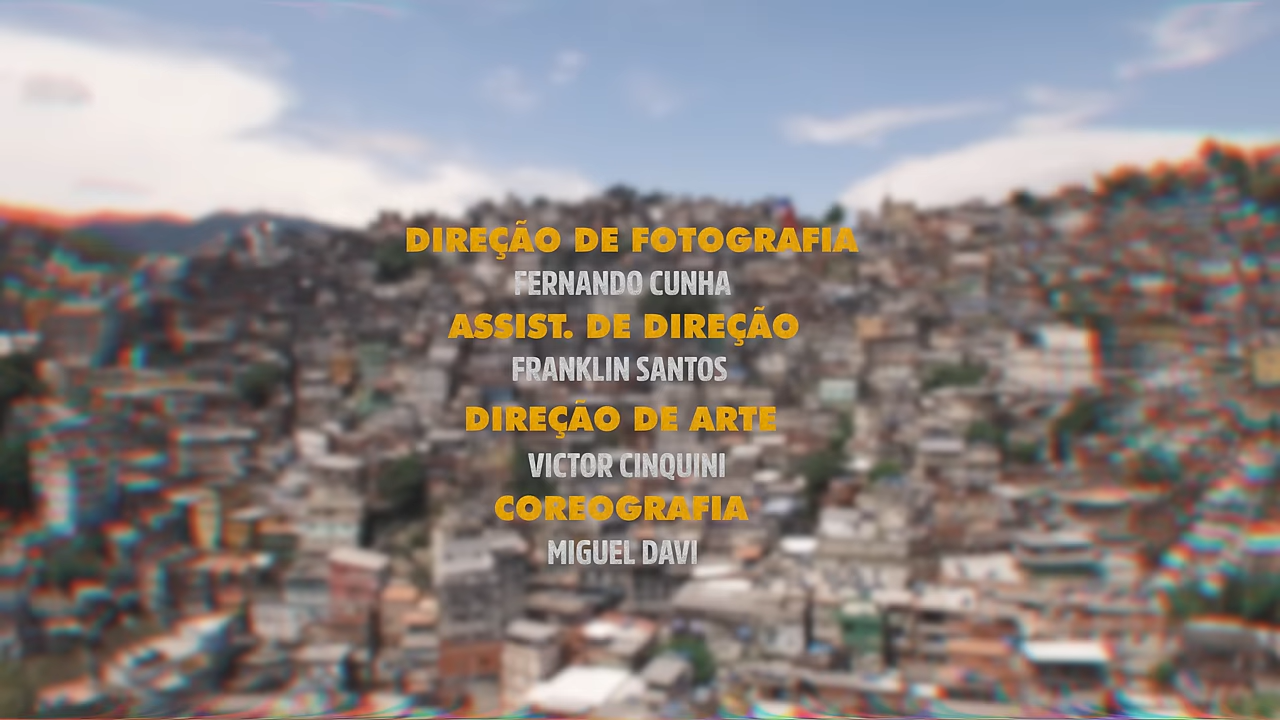 DIREÇÃO DE FOTOGRAFIA
FERNANDO CUNHA
ASSIST. DE DIREÇÃO
FRANKLIN SANTOS
DIREÇÃO DE ARTE
VICTOR CINQUINI
COREOGRAFIA
MIGUEL DAVI